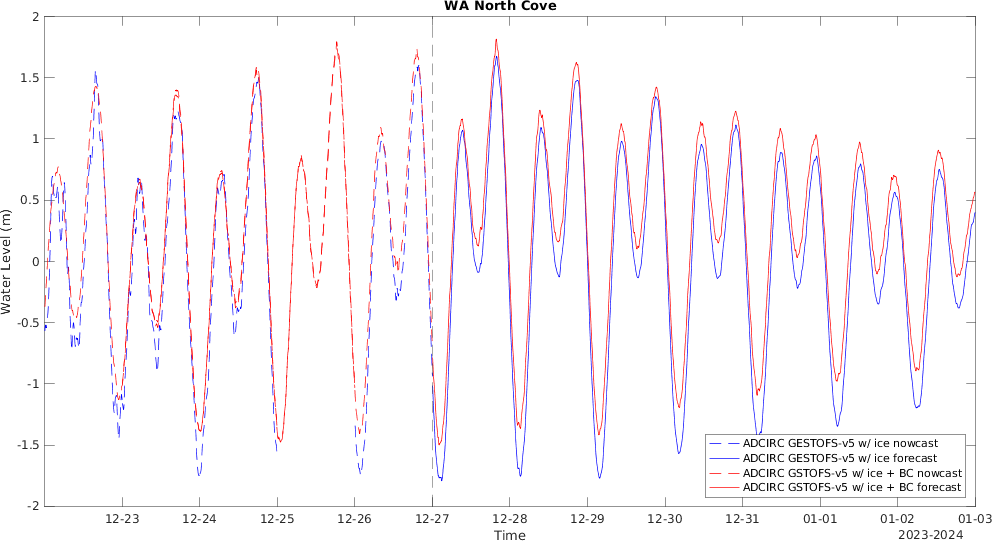 WA North Cove
2
1.5
1
0.5
0
-0.5
-1
-1.5
-2
Water Level (m)
12-23 12-24 12-25 12-26 12-27 12-28 12-29 12-30 12-31 01-01 01-02 01-03
Time
2023-2024
ADCIRC GESTOFS-v5 w/ ice nowcast
ADCIRC GESTOFS-v5 w/ ice forecast
ADCIRC GSTOFS-v5 w/ ice + BC nowcast
ADCIRC GSTOFS-v5 w/ ice + BC forecast